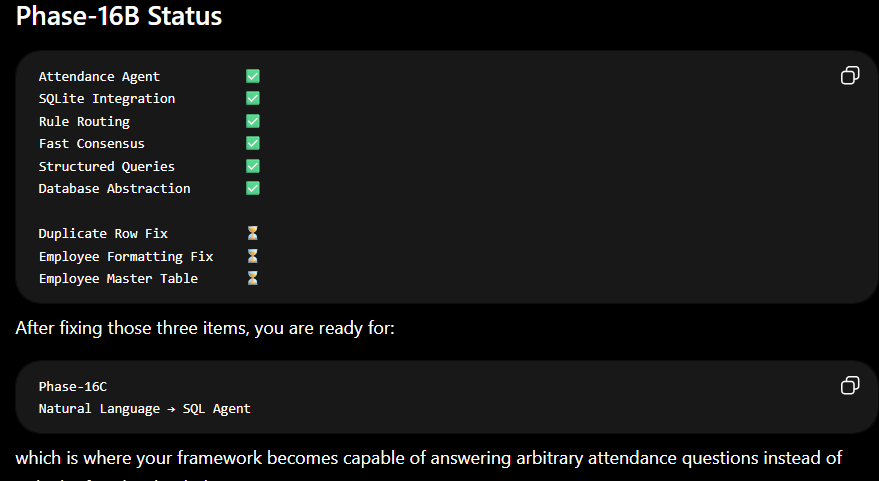 Phase-16B Status
Attendance Agent ✅
SQLite Integration ✅
Rule Routing ✅
Fast Consensus ✅
Structured Queries ✅
Database Abstraction ✅
Duplicate Row Fix ⏳
Employee Formatting Fix ⏳
Employee Master Table ⏳
After fixing those three items, you are ready for:
Phase-16C
Natural Language → SQL Agent
which is where your framework becomes capable of answering arbitrary attendance questions instead of